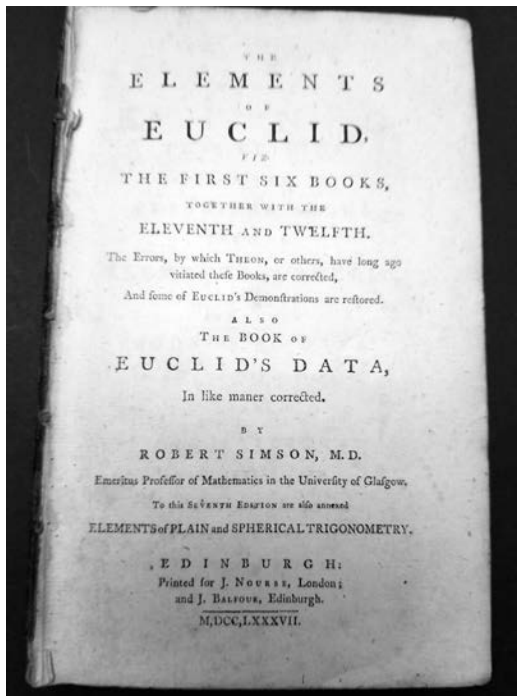 THE
ELEMENTS
OF
EUCLID,
VIZ.
THE FIRST SIX BOOKS,
TOGETHER WITH THE
ELEVENTH AND TWELFTH.
The Errors, by which THEON, or others, have long ago
vitiated theſe Books, are corrected,
And ſome of EUCLID'S Demonſtrations are reſtored.
ALSO
THE BOOK OF
EUCLID'S DATA,
In like maner corrected.
BY
ROBERT SIMSON, M.D.
Emeritus Profeſſor of Mathematics in the Univerſity of Glaſgow.
To this SEVENTH EDITION are alſo annexed
ELEMENTS of PLAIN and SPHERICAL TRIGONOMETRY.
EDINBURGH:
Printed for J. NOURSE, London;
and J. BALFOUR, Edinburgh.
M,DCC,LXXXVII.